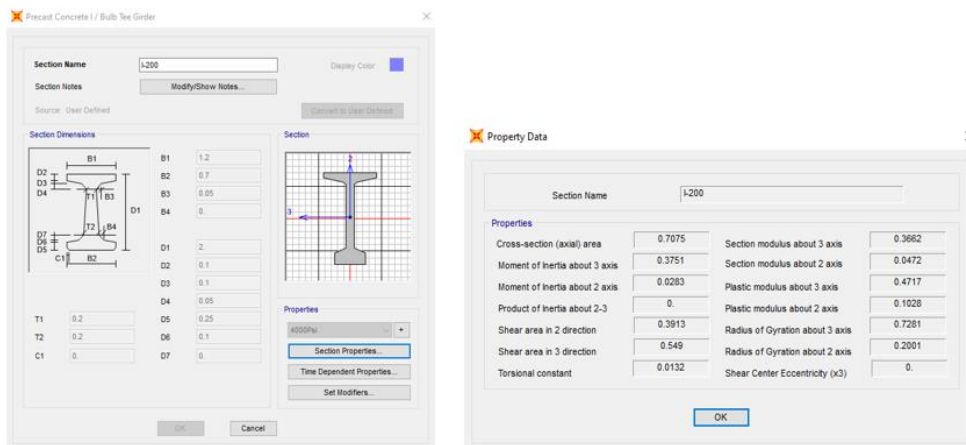 Precast Concrete I / Bulb Tee Girder
Section Name I-200 Display Color
Section Notes Modify/Show Notes...
Source: User Defined Convert to User Defined
Section Dimensions
B1
D2
D3
D4
T1 B3
D1
T2 B4
D7
D6
D5
C1 B2
B1 1.2
B2 0.7
B3 0.05
B4 0.
D1 2.
D2 0.1
D3 0.1
D4 0.05
T1 0.2 D5 0.25
T2 0.2 D6 0.1
C1 0. D7 0.
Section
2
3
Properties
4000Psi +
Section Properties...
Time Dependent Properties...
Set Modifiers...
OK Cancel
Property Data
Section Name I-200
Properties
Cross-section (axial) area 0.7075 Section modulus about 3 axis 0.3662
Moment of Inertia about 3 axis 0.3751 Section modulus about 2 axis 0.0472
Moment of Inertia about 2 axis 0.0283 Plastic modulus about 3 axis 0.4717
Product of Inertia about 2-3 0. Plastic modulus about 2 axis 0.1028
Shear area in 2 direction 0.3913 Radius of Gyration about 3 axis 0.7281
Shear area in 3 direction 0.549 Radius of Gyration about 2 axis 0.2001
Torsional constant 0.0132 Shear Center Eccentricity (x3) 0.
OK